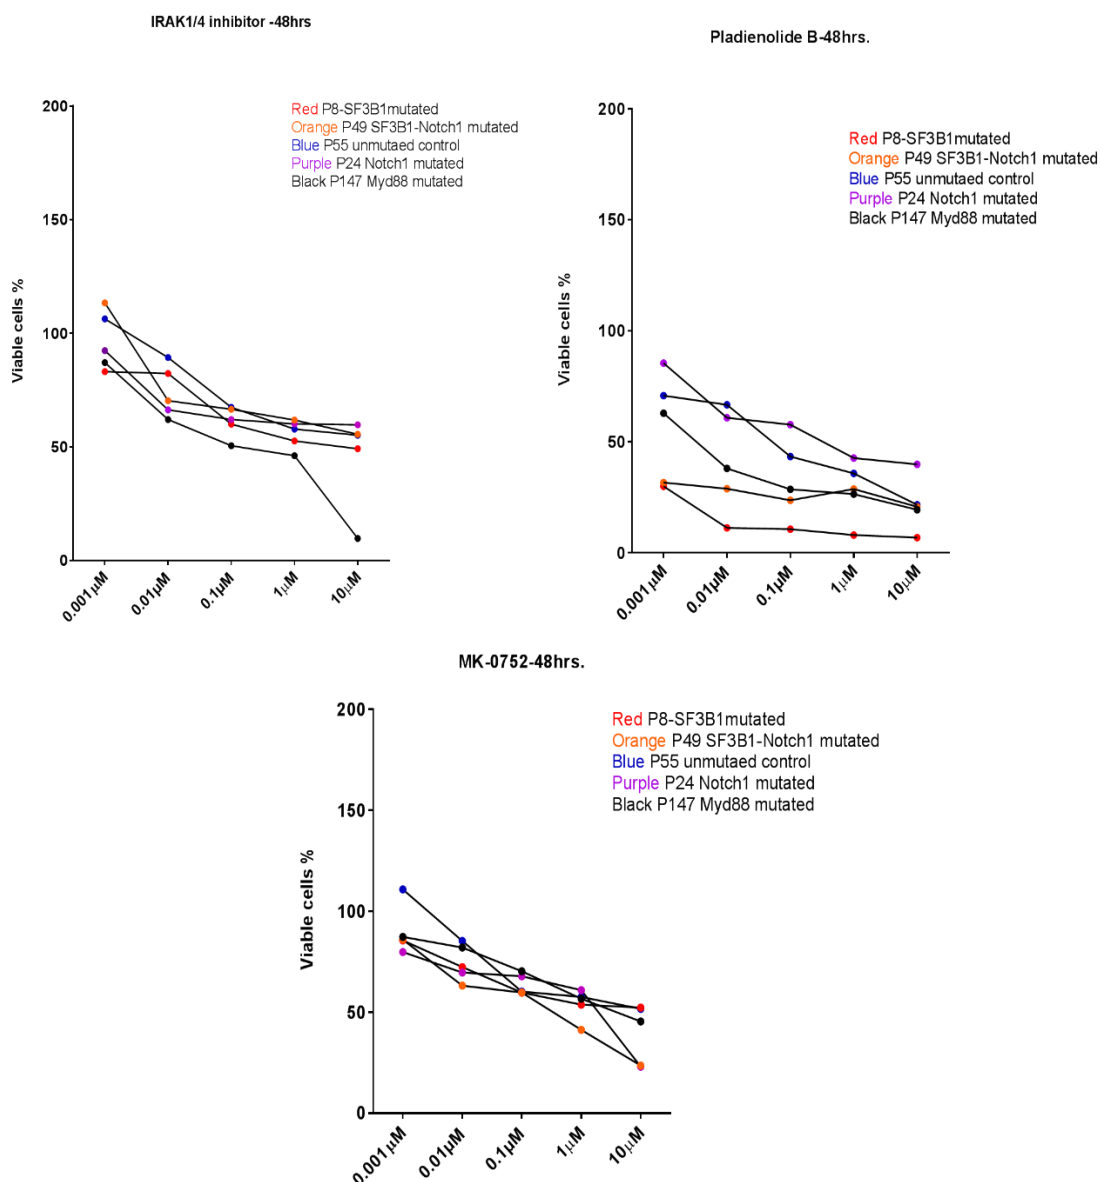 IRAK1/4 inhibitor -48hrs
Viable cells %
200
150
100
50
0
Red P8-SF3B1mutated
Orange P49 SF3B1-Notch1 mutated
Blue P55 unmutaed control
Purple P24 Notch1 mutated
Black P147 Myd88 mutated
0.001µM
0.01µM
0.1µM
1µM
10µM
Pladienolide B-48hrs.
Viable cells %
200
150
100
50
0
Red P8-SF3B1mutated
Orange P49 SF3B1-Notch1 mutated
Blue P55 unmutaed control
Purple P24 Notch1 mutated
Black P147 Myd88 mutated
0.001µM
0.01µM
0.1µM
1µM
10µM
MK-0752-48hrs.
Viable cells %
200
150
100
50
0
Red P8-SF3B1mutated
Orange P49 SF3B1-Notch1 mutated
Blue P55 unmutaed control
Purple P24 Notch1 mutated
Black P147 Myd88 mutated
0.001µM
0.01µM
0.1µM
1µM
10µM